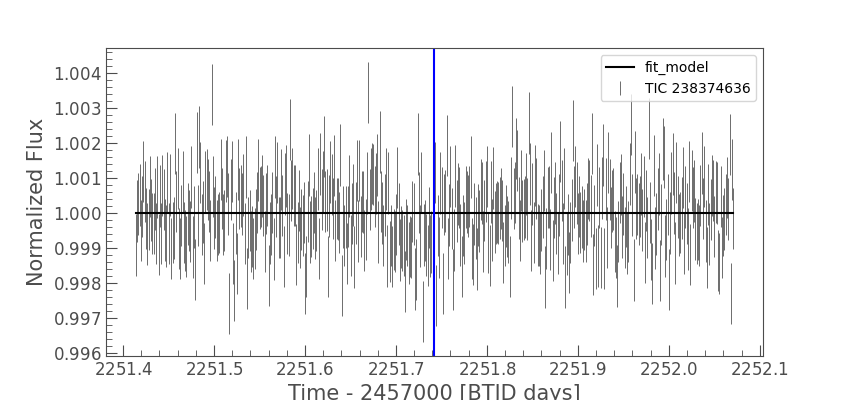 fit_model
TIC 238374636
1.004
1.003
1.002
1.001
1.000
0.999
0.998
0.997
0.996
Normalized Flux
2251.4 2251.5 2251.6 2251.7 2251.8 2251.9 2252.0 2252.1
Time - 2457000 [BTJD days]